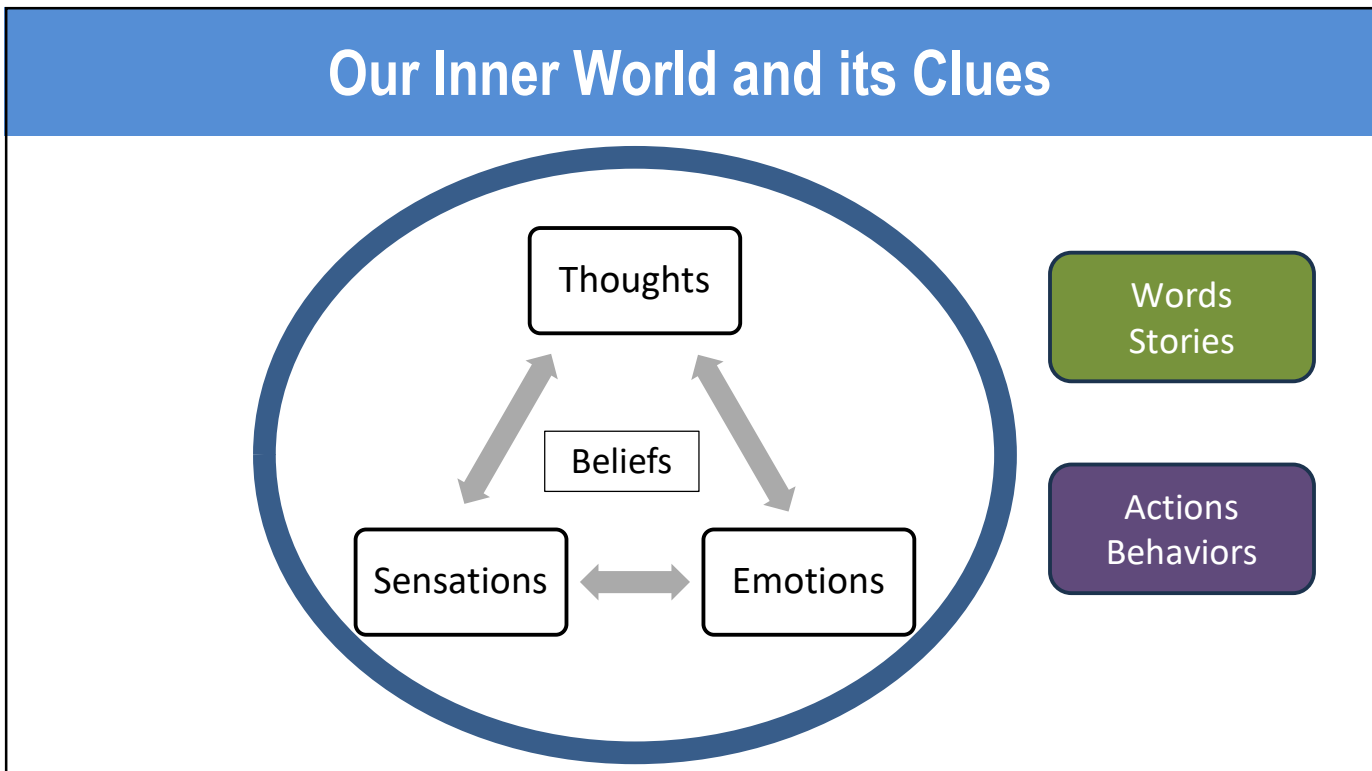 Our Inner World and its Clues
Thoughts
Beliefs
Sensations
Emotions
Words
Stories
Actions
Behaviors